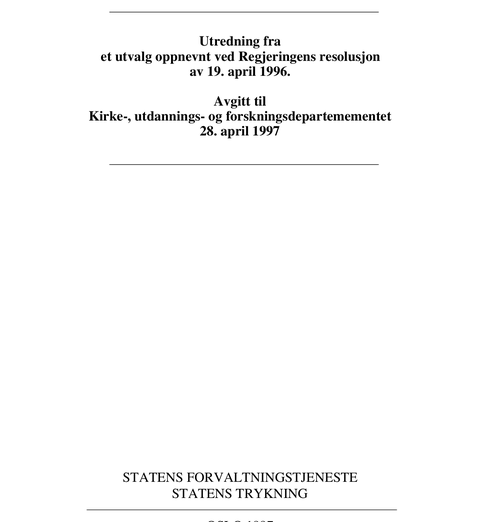 Utredning fra
et utvalg oppnevnt ved Regjeringens resolusjon
av 19. april 1996.
Avgitt til
Kirke-, utdannings- og forskningsdepartemementet
28. april 1997
STATENS FORVALTNINGSTJENESTE
STATENS TRYKNING